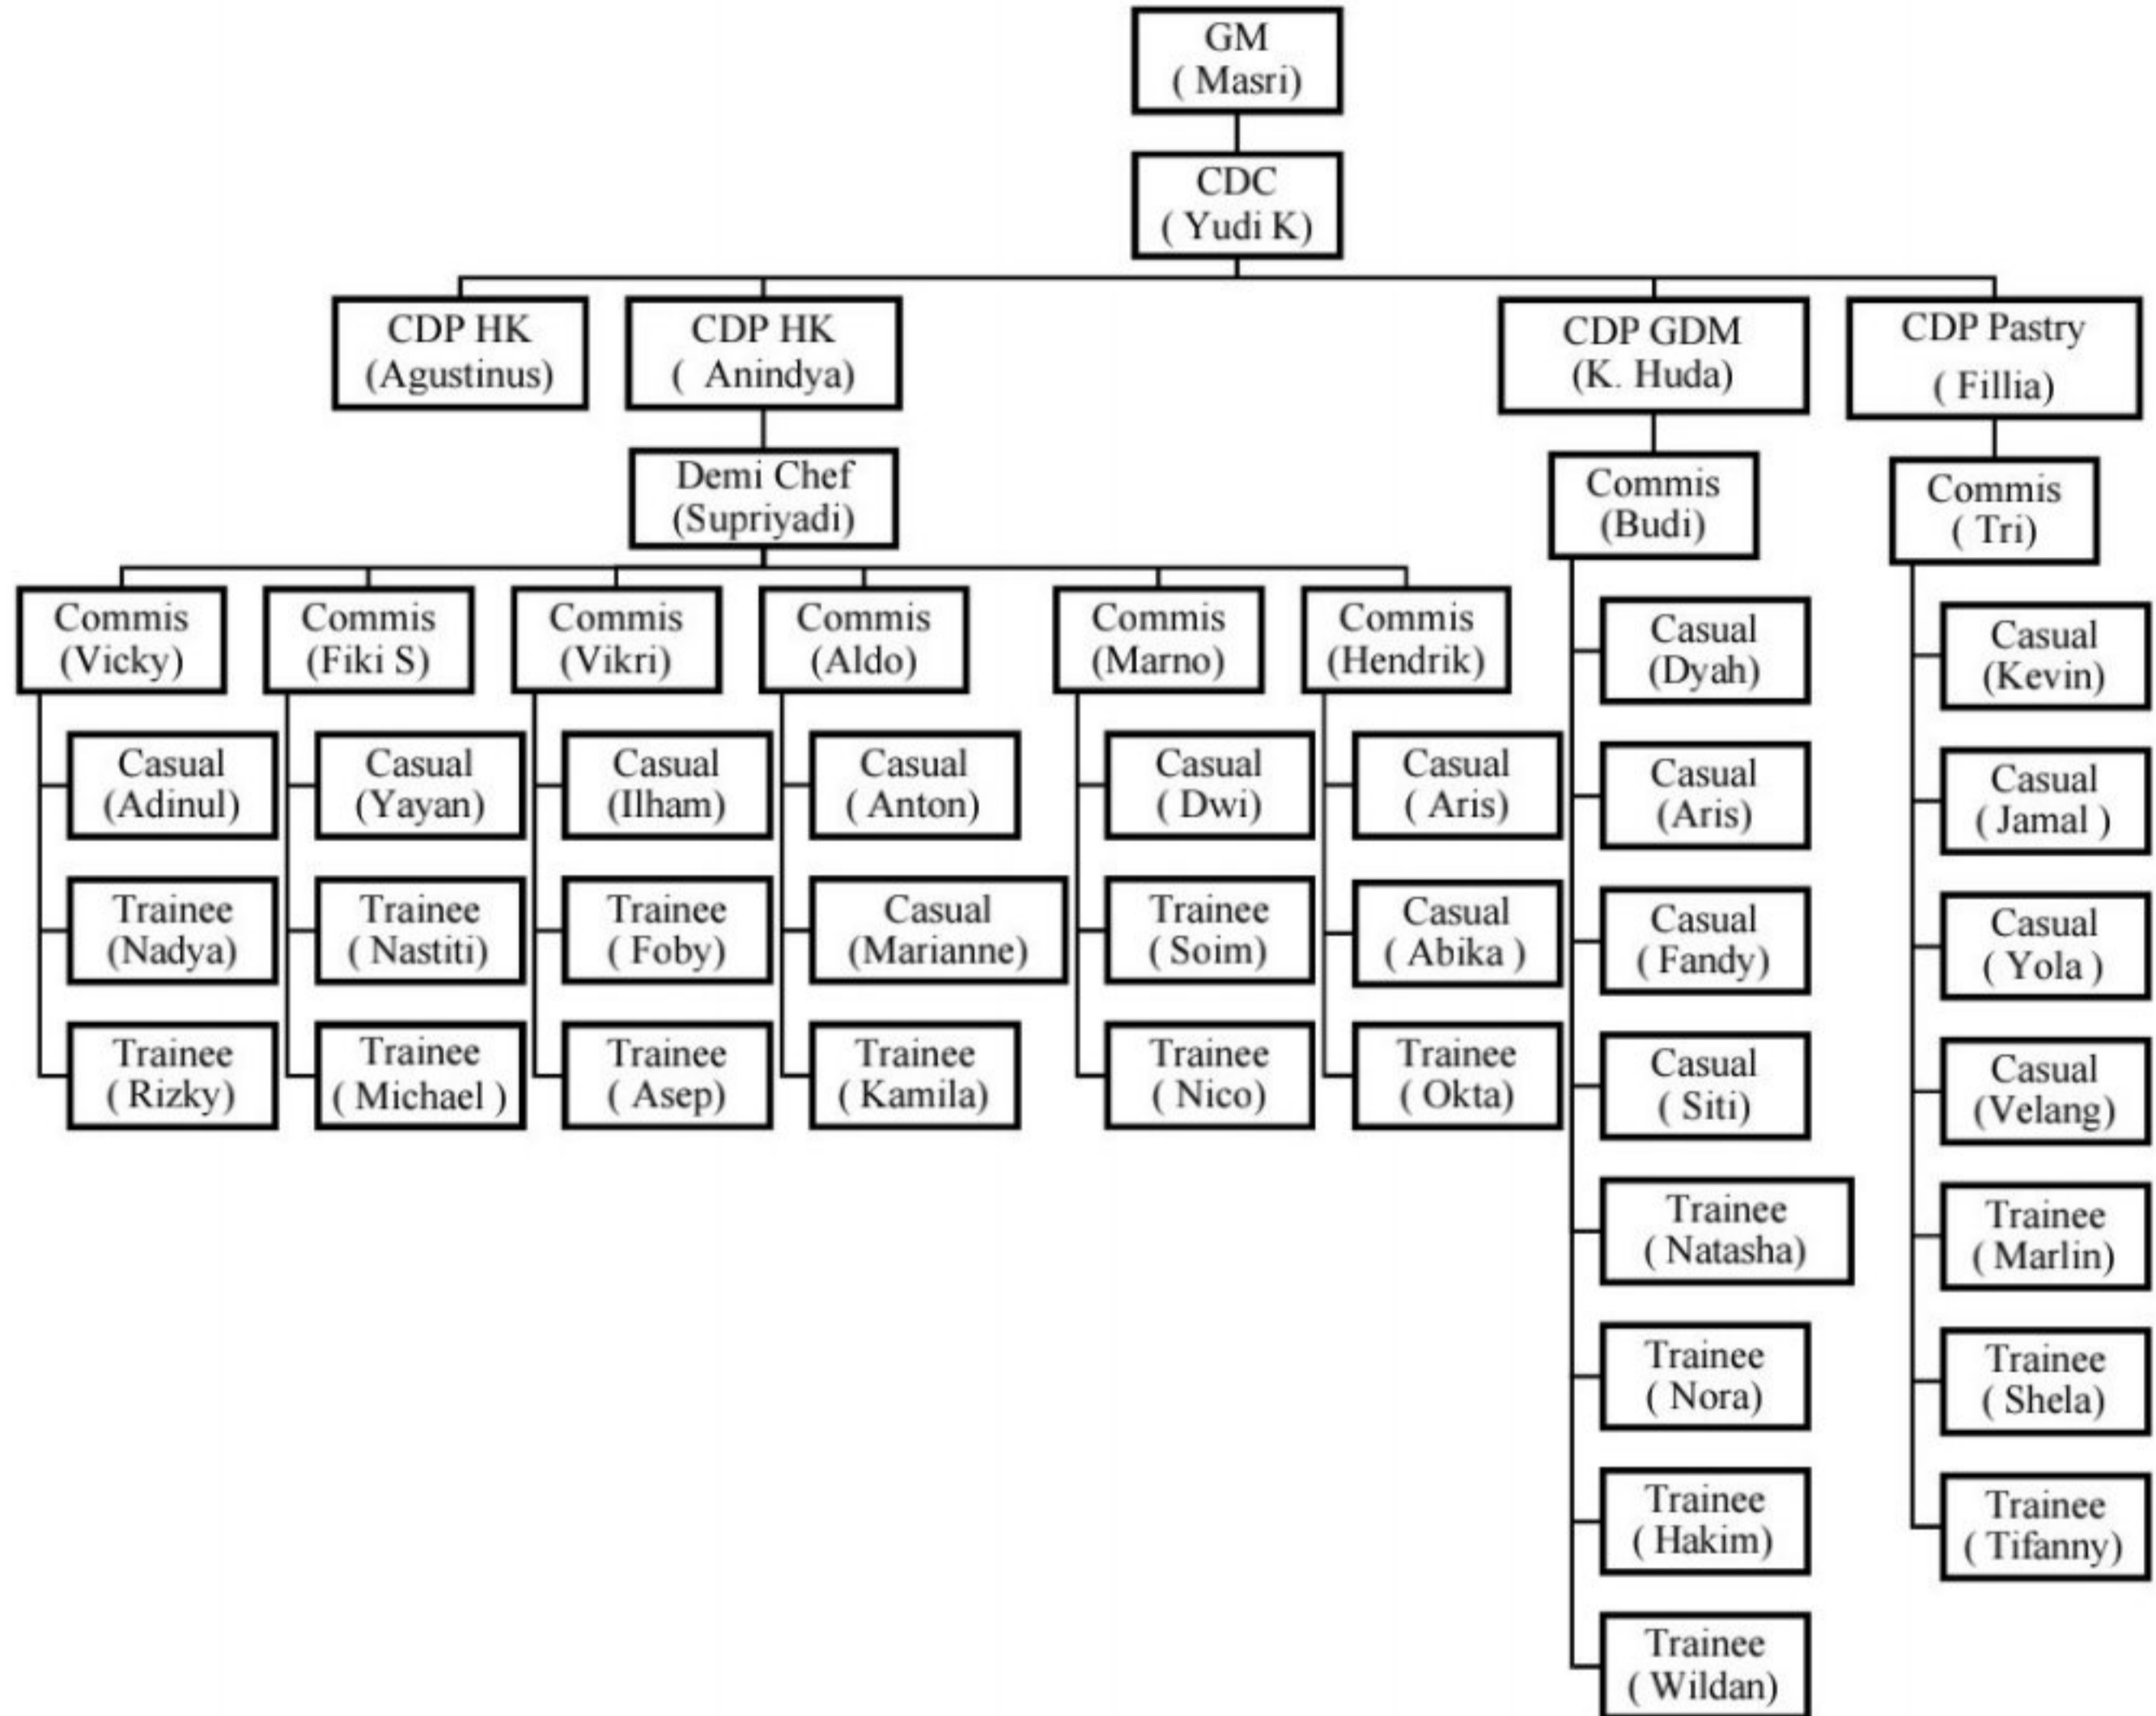 GM
( Masri)
CDC
( Yudi K)
CDP HK
(Agustinus)
CDP HK
( Anindya)
CDP GDM
(K. Huda)
CDP Pastry
( Fillia)
Demi Chef
(Supriyadi)
Commis
(Budi)
Commis
( Tri)
Commis
(Vicky)
Commis
(Fiki S)
Commis
(Vikri)
Commis
(Aldo)
Commis
(Marno)
Commis
(Hendrik)
Casual
(Adinul)
Trainee
(Nadya)
Trainee
( Rizky)
Casual
(Yayan)
Trainee
( Nastiti)
Trainee
( Michael )
Casual
(Ilham)
Trainee
( Foby)
Trainee
( Asep)
Casual
( Anton)
Casual
(Marianne)
Trainee
( Kamila)
Casual
( Dwi)
Trainee
( Soim)
Trainee
( Nico)
Casual
( Aris)
Casual
( Abika )
Trainee
( Okta)
Casual
(Dyah)
Casual
(Aris)
Casual
( Fandy)
Casual
( Siti)
Trainee
( Natasha)
Trainee
( Nora)
Trainee
( Hakim)
Trainee
( Wildan)
Casual
(Kevin)
Casual
( Jamal )
Casual
( Yola )
Casual
(Velang)
Trainee
( Marlin)
Trainee
( Shela)
Trainee
( Tifanny)